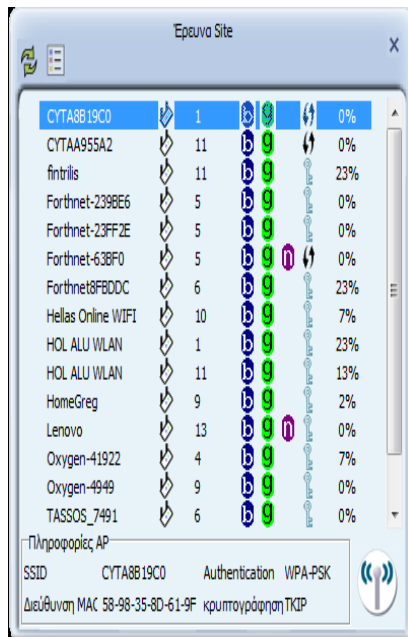 Έρευνα Site
CYTA8B19C0 1 b g 0%
CYTAA955A2 11 b g 0%
fintrilis 11 b g 23%
Forthnet-239BE6 5 b g 0%
Forthnet-23FF2E 5 b g 0%
Forthnet-63BF0 5 b g n 0%
Forthnet8FBDDC 6 b g 23%
Hellas Online WIFI 10 b g 7%
HOL ALU WLAN 1 b g 23%
HOL ALU WLAN 11 b g 13%
HomeGreg 9 b g 2%
Lenovo 13 b g n 0%
Oxygen-41922 4 b g 7%
Oxygen-4949 9 b g 0%
TASSOS_7491 6 b g 0%
Πληροφορίες AP
SSID CYTA8B19C0 Authentication WPA-PSK
Διεύθυνση MAC 58-98-35-8D-61-9F κρυπτογράφηση TKIP